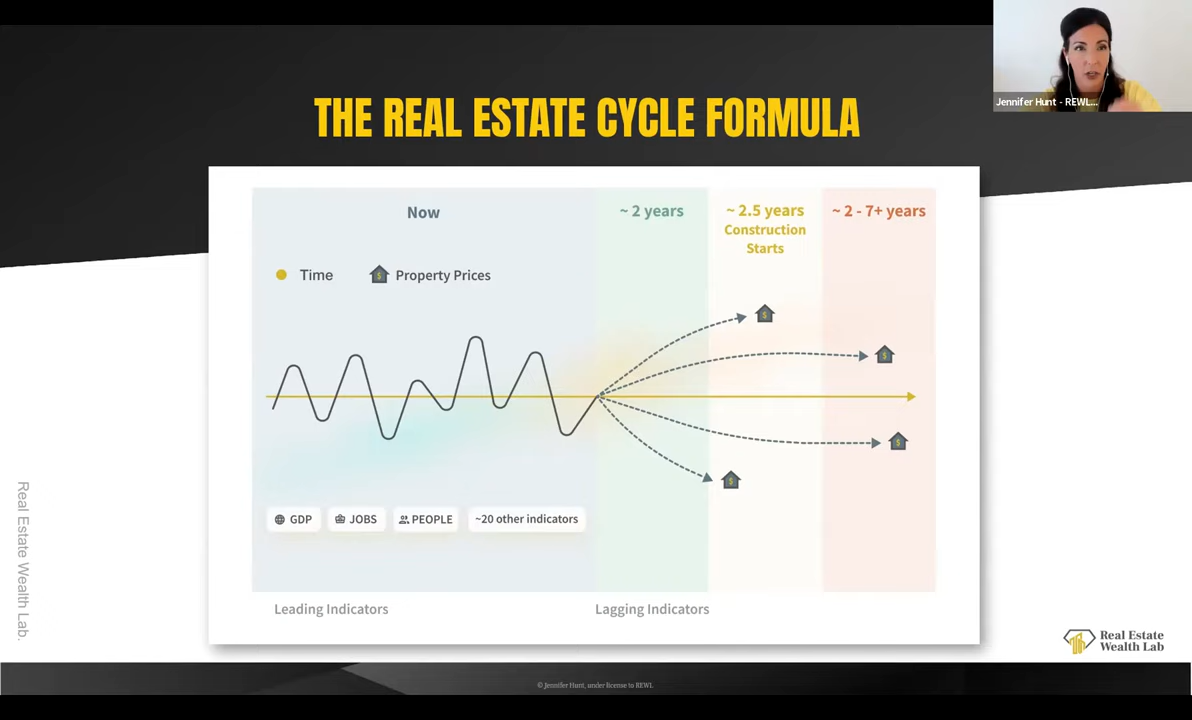 Jennifer Hunt - REWL...
THE REAL ESTATE CYCLE FORMULA
Now
~ 2 years
~ 2.5 years
Construction
Starts
~ 2 - 7+ years
Time
Property Prices
$
$
$
$
$
GDP
JOBS
PEOPLE
~20 other indicators
Leading Indicators
Lagging Indicators
Real Estate Wealth Lab.
Real Estate
Wealth Lab
© Jennifer Hunt, under license to REWL